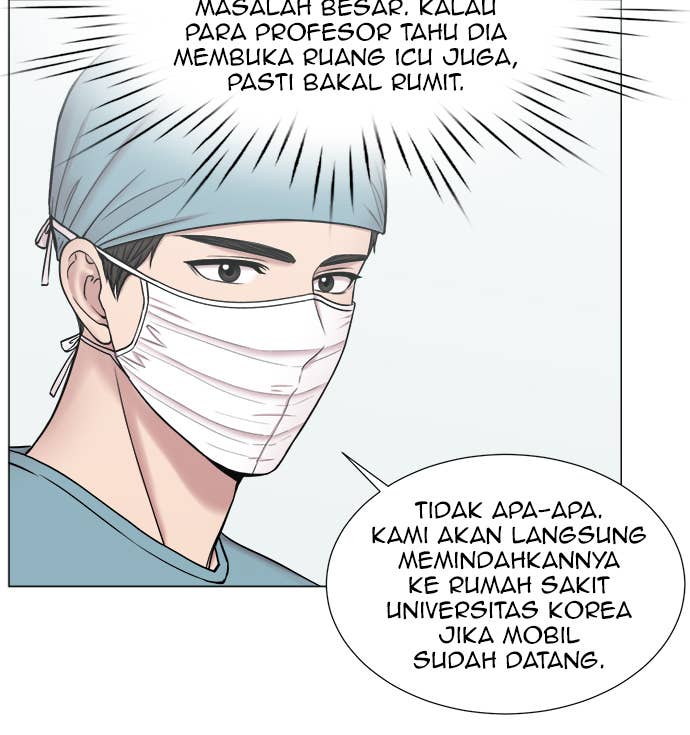 MASALAH BESAR. KALAU
PARA PROFESOR TAHU DIA
MEMBUKA RUANG ICU JUGA,
PASTI BAKAL RUMIT.
TIDAK APA-APA.
KAMI AKAN LANGSUNG
MEMINDAHKANNYA
KE RUMAH SAKIT
UNIVERSITAS KOREA
JIKA MOBIL
SUDAH DATANG.